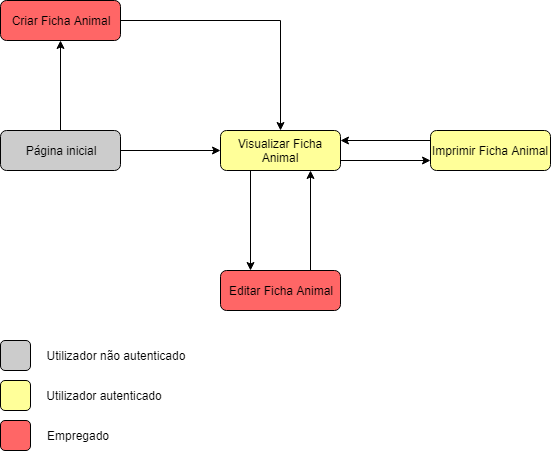 Criar Ficha Animal
Página inicial
Visualizar Ficha
Animal
Imprimir Ficha Animal
Editar Ficha Animal
Utilizador não autenticado
Utilizador autenticado
Empregado